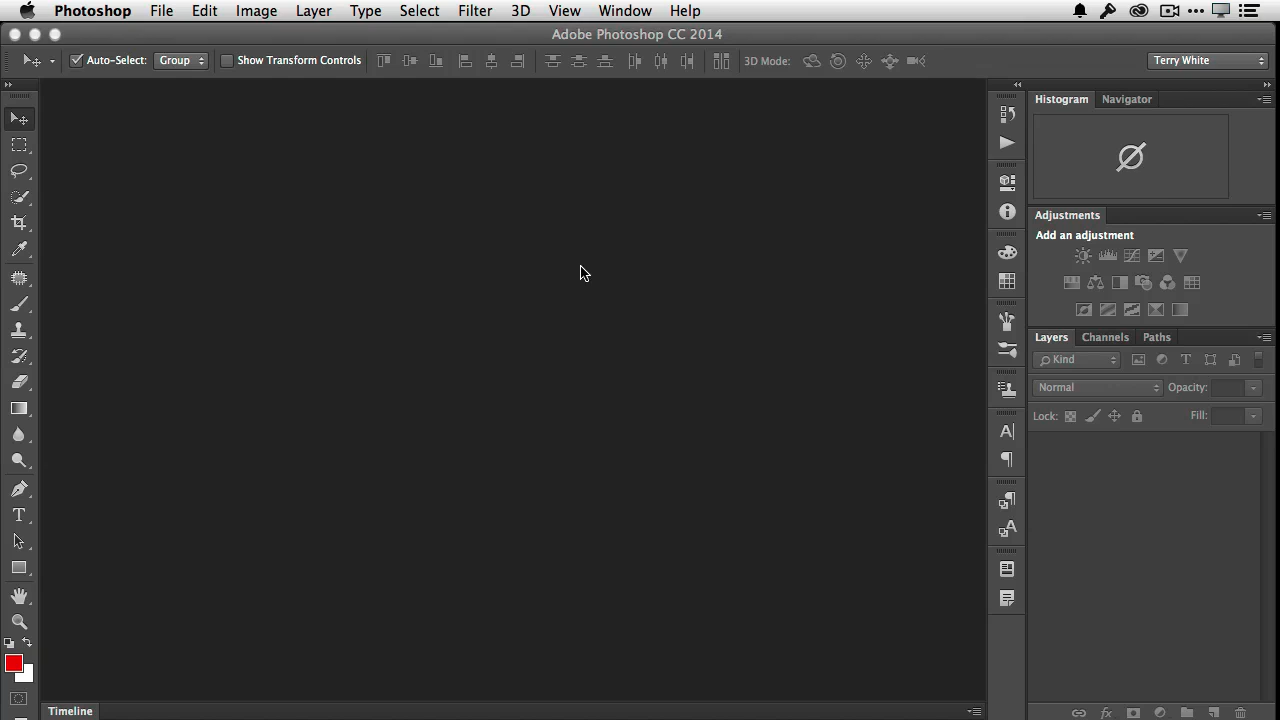 Photoshop File Edit Image Layer Type Select Filter 3D View Window Help
Adobe Photoshop CC 2014
Auto-Select: Group Show Transform Controls 3D Mode: Terry White
Histogram Navigator
Adjustments
Add an adjustment
Layers Channels Paths
Kind
Normal Opacity:
Lock: Fill:
Timeline